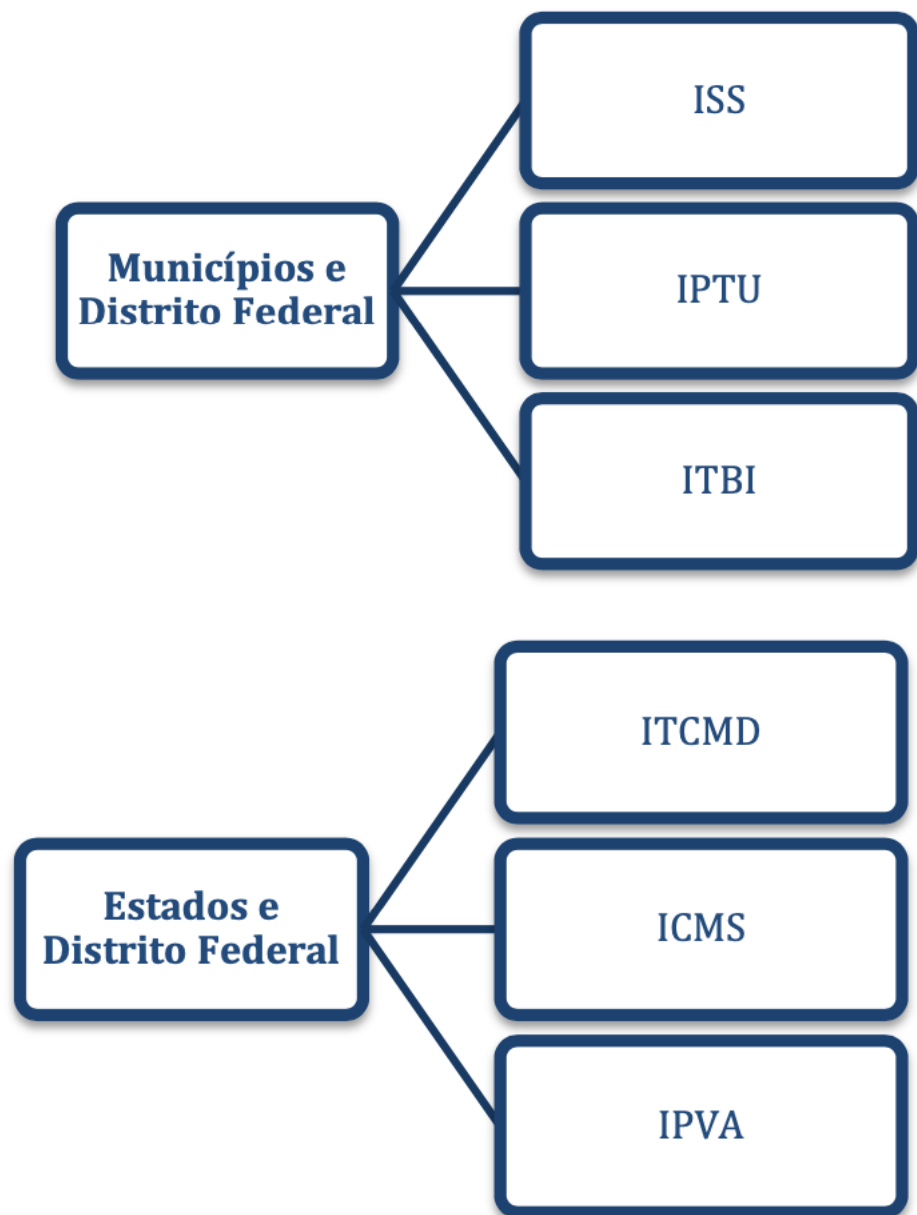 ISS
Municípios e
Distrito Federal
IPTU
ITBI
ITCMD
Estados e
Distrito Federal
ICMS
IPVA